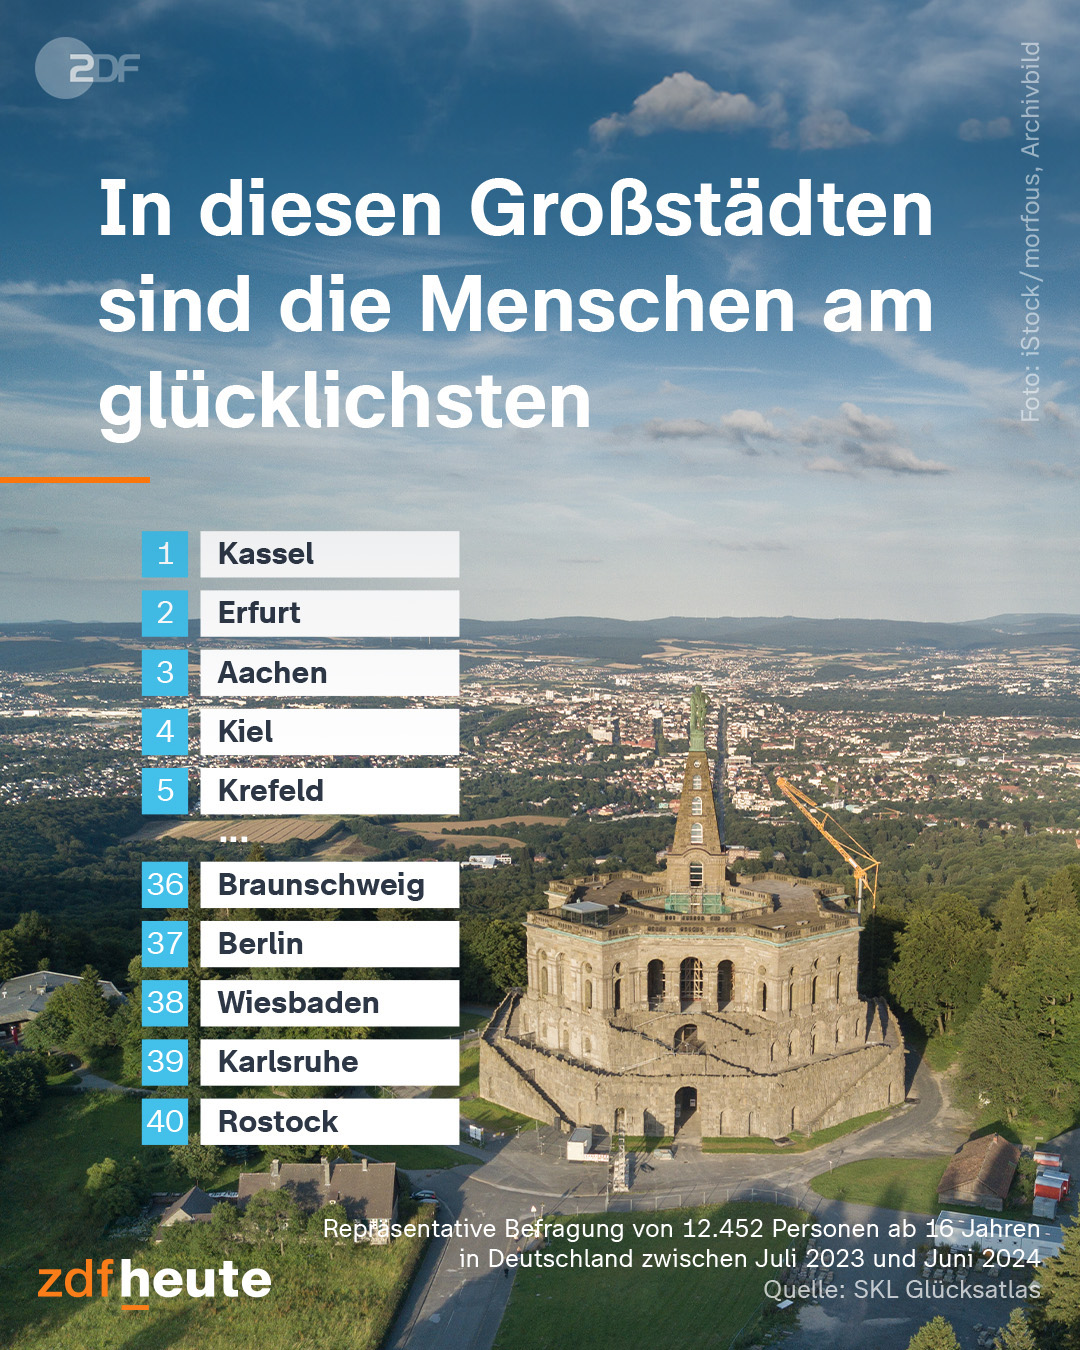 ZDF
Foto: iStock/morfous, Archivbild
In diesen Großstädten
sind die Menschen am
glücklichsten
1 Kassel
2 Erfurt
3 Aachen
4 Kiel
5 Krefeld
...
36 Braunschweig
37 Berlin
38 Wiesbaden
39 Karlsruhe
40 Rostock
Repräsentative Befragung von 12.452 Personen ab 16 Jahren
in Deutschland zwischen Juli 2023 und Juni 2024
Quelle: SKL Glücksatlas
zdfheute